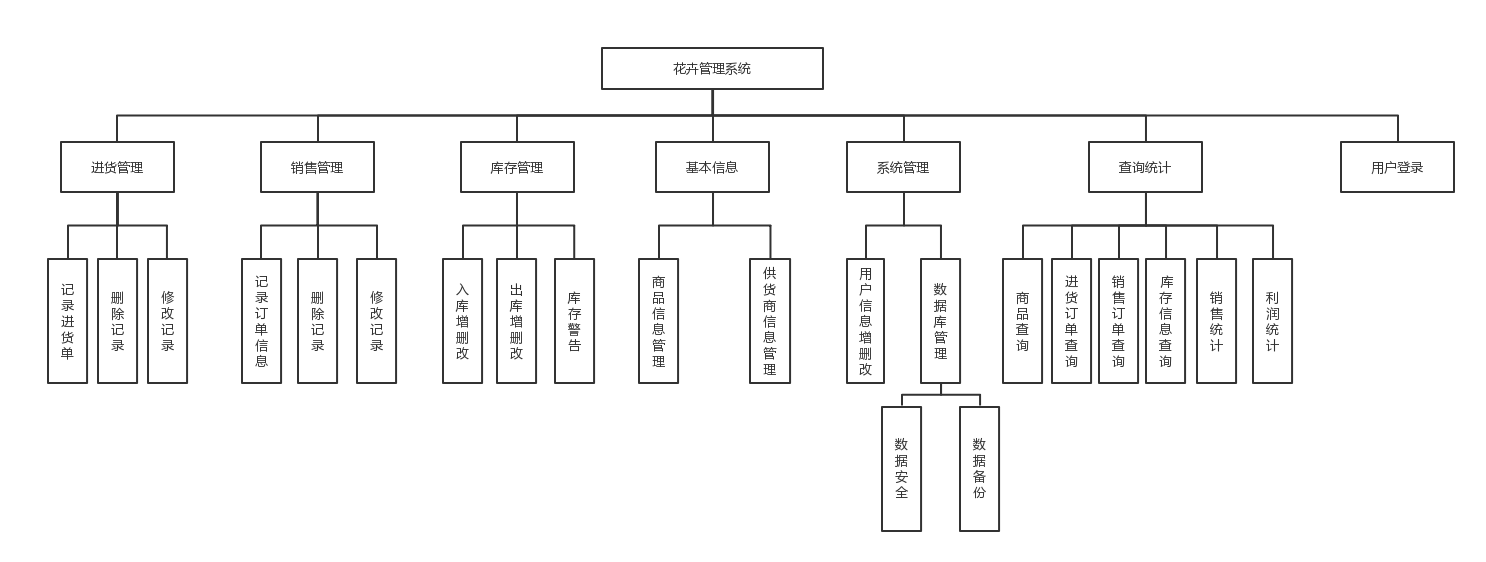 花卉管理系统
进货管理
销售管理
库存管理
基本信息
系统管理
查询统计
用户登录
记录进货单
删除记录
修改记录
记录订单信息
删除记录
修改记录
入库增删改
出库增删改
库存警告
商品信息管理
供货商信息管理
用户信息增删改
数据库管理
商品查询
进货订单查询
销售订单查询
库存信息查询
销售统计
利润统计
数据安全
数据备份